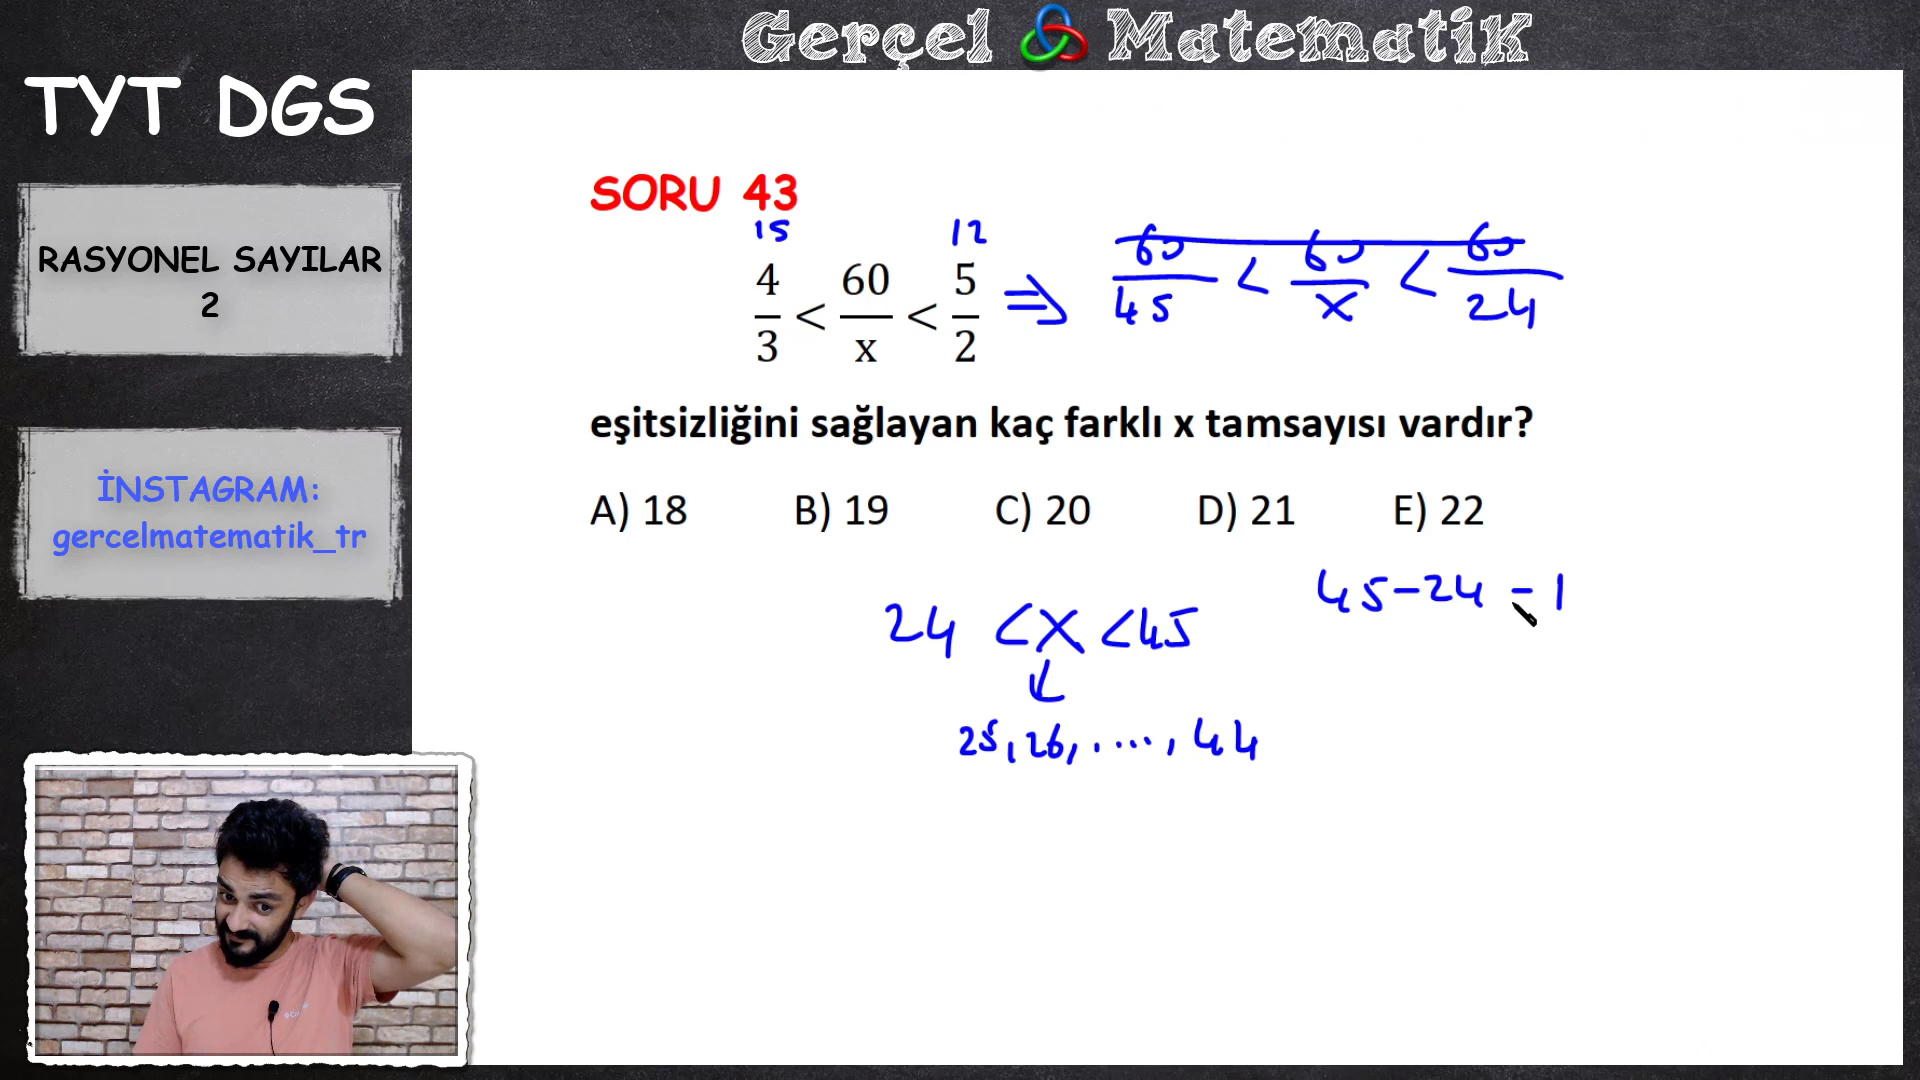 Gerçel Matematik
TYT DGS
RASYONEL SAYILAR
2
İNSTAGRAM:
gercelmatematik_tr
SORU 43
15 12
4/3 < 60/x < 5/2 ⇒ 60/45 < 60/x < 60/24
eşitsizliğini sağlayan kaç farklı x tamsayısı vardır?
A) 18 B) 19 C) 20 D) 21 E) 22
45-24-1
24 < x < 45
↓
25, 26, ...., 44